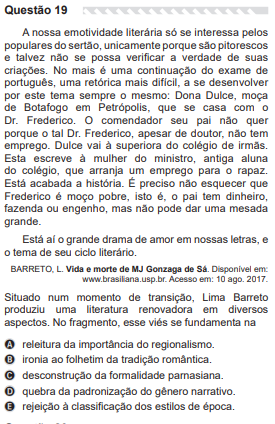 Questão 19
A nossa emotividade literária só se interessa pelos
populares do sertão, unicamente porque são pitorescos
e talvez não se possa verificar a verdade de suas
criações. No mais é uma continuação do exame de
português, uma retórica mais difícil, a se desenvolver
por este tema sempre o mesmo: Dona Dulce, moça
de Botafogo em Petrópolis, que se casa com o
Dr. Frederico. O comendador seu pai não quer
porque o tal Dr. Frederico, apesar de doutor, não tem
emprego. Dulce vai à superiora do colégio de irmãs.
Esta escreve à mulher do ministro, antiga aluna
do colégio, que arranja um emprego para o rapaz.
Está acabada a história. É preciso não esquecer que
Frederico é moço pobre, isto é, o pai tem dinheiro,
fazenda ou engenho, mas não pode dar uma mesada
grande.
Está aí o grande drama de amor em nossas letras, e
o tema de seu ciclo literário.
BARRETO, L. Vida e morte de MJ Gonzaga de Sá. Disponível em:
www.brasiliana.usp.br. Acesso em: 10 ago. 2017.
Situado num momento de transição, Lima Barreto
produziu uma literatura renovadora em diversos
aspectos. No fragmento, esse viés se fundamenta na
A releitura da importância do regionalismo.
B ironia ao folhetim da tradição romântica.
C desconstrução da formalidade parnasiana.
D quebra da padronização do gênero narrativo.
E rejeição à classificação dos estilos de época.